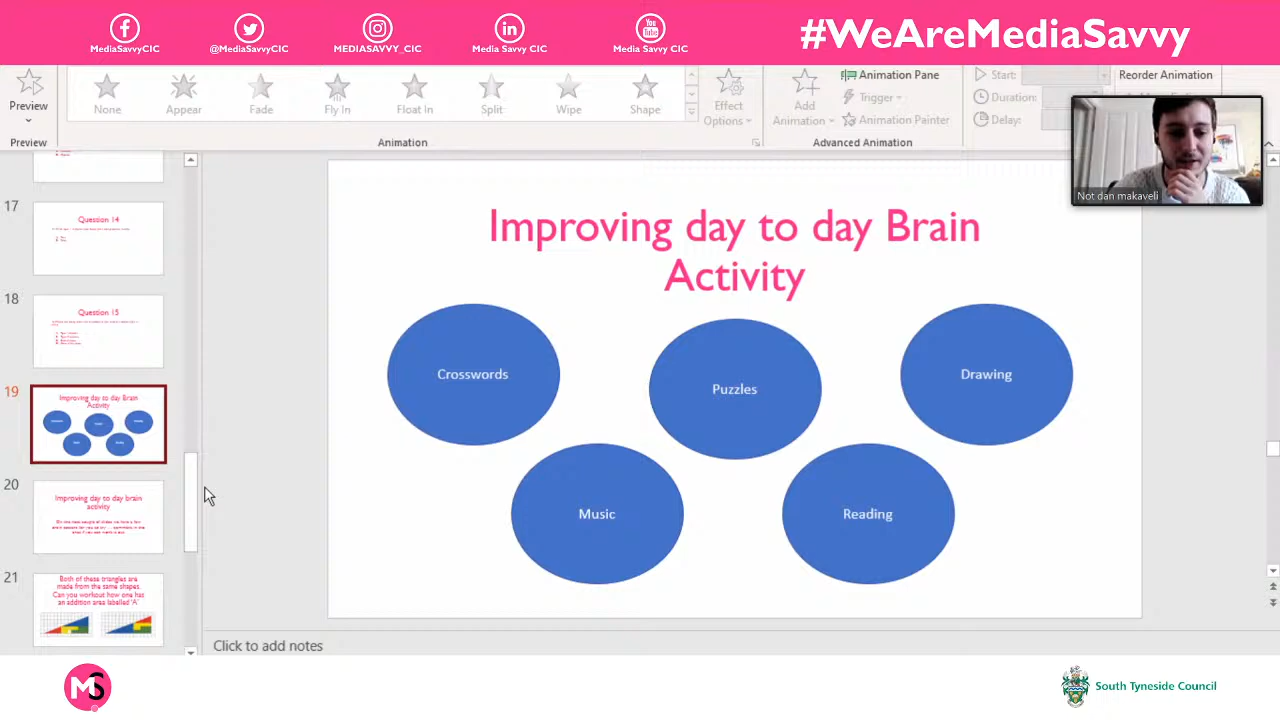 MediaSavvyCIC
@MediaSavvyCIC
MEDIASAVVY_CIC
Media Savvy CIC
You Tube
Media Savvy CIC
#WeAreMediaSavvy
Preview
Preview
None
Appear
Fade
Fly In
Float In
Split
Wipe
Shape
Animation
Effect Options
Add Animation
Animation Pane
Trigger
Animation Painter
Advanced Animation
Start:
Duration:
Delay:
Reorder Animation
Not dan makaveli
17
Question 14
18
Question 15
19
Improving day to day Brain
Activity
20
Improving day to day brain
activity
21
Both of these triangles are
made from the same shapes.
Can you workout how one has
an addition area labelled 'A'
Improving day to day Brain
Activity
Crosswords
Puzzles
Drawing
Music
Reading
Click to add notes
MS
South Tyneside Council